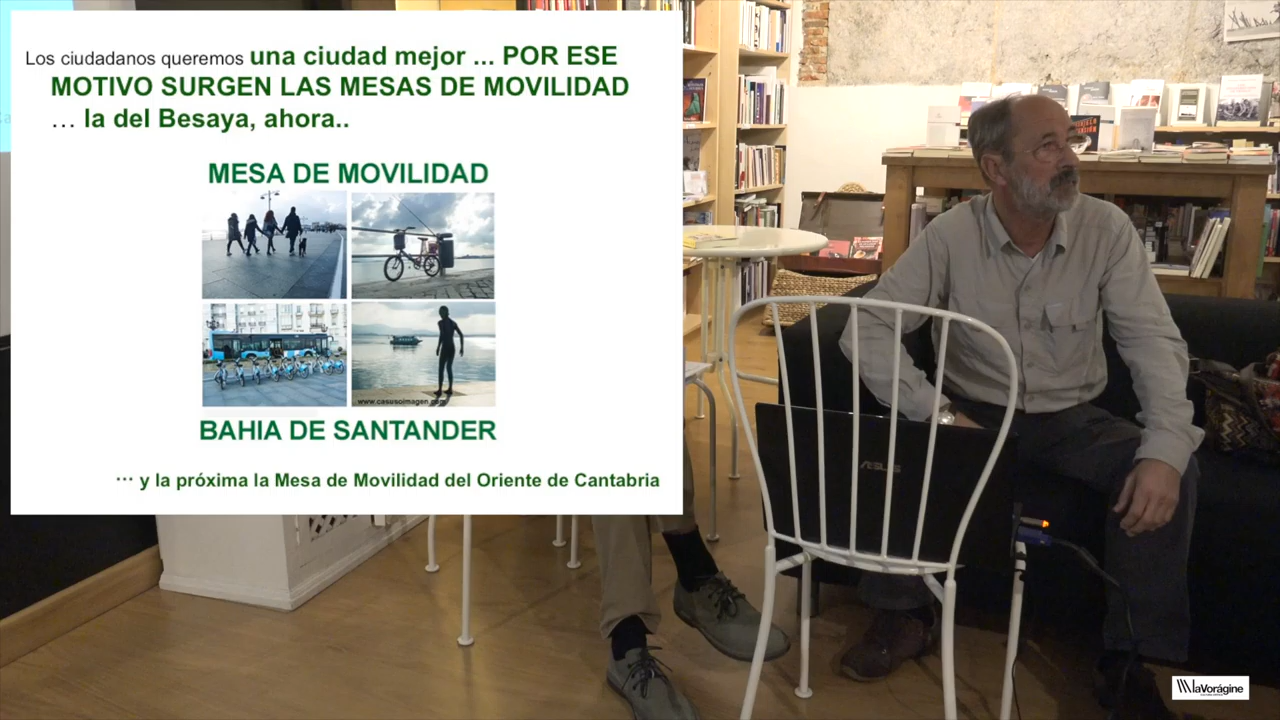 Los ciudadanos queremos una ciudad mejor ... POR ESE
MOTIVO SURGEN LAS MESAS DE MOVILIDAD
... la del Besaya, ahora..
MESA DE MOVILIDAD
www.casusoimagen.com
BAHIA DE SANTANDER
... y la próxima la Mesa de Movilidad del Oriente de Cantabria
ASUS
laVorágine